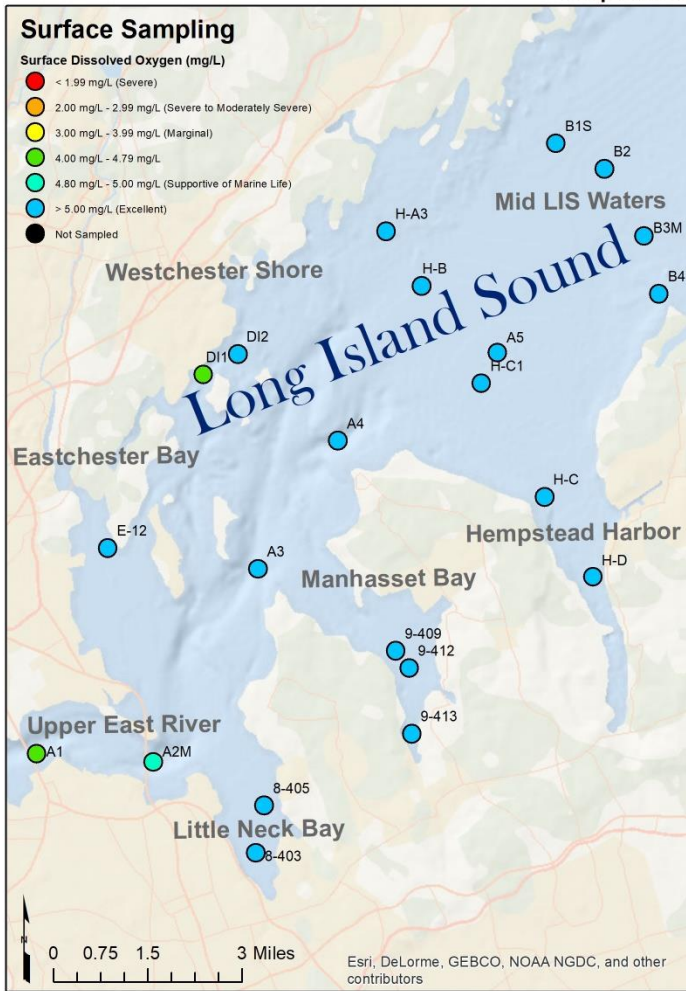 Surface Sampling
Surface Dissolved Oxygen (mg/L)
< 1.99 mg/L (Severe)
2.00 mg/L - 2.99 mg/L (Severe to Moderately Severe)
3.00 mg/L - 3.99 mg/L (Marginal)
4.00 mg/L - 4.79 mg/L
4.80 mg/L - 5.00 mg/L (Supportive of Marine Life)
> 5.00 mg/L (Excellent)
Not Sampled
B1S
B2
Mid LIS Waters
H-A3
B3M
Westchester Shore
H-B
B4
Long Island Sound
DI2
A5
DI1
H-C1
A4
Eastchester Bay
H-C
E-12
Hempstead Harbor
A3
Manhasset Bay
H-D
9-409
9-412
Upper East River
9-413
A1
A2M
8-405
Little Neck Bay
8-403
N
0 0.75 1.5 3 Miles
Esri, DeLorme, GEBCO, NOAA NGDC, and other
contributors